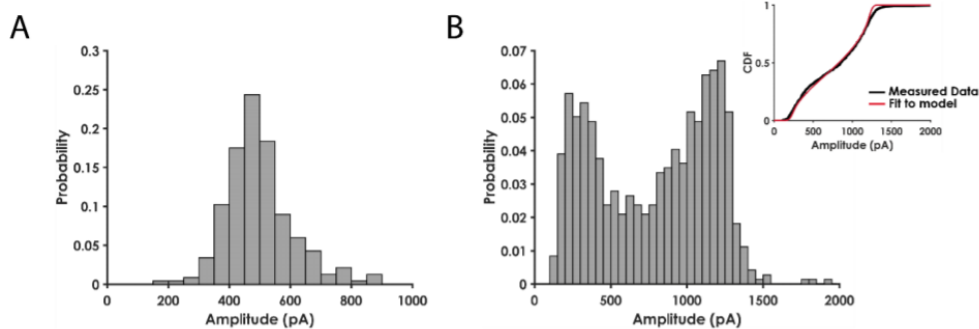 A
0.3
0.25
0.2
0.15
0.1
0.05
0
Probability
0 200 400 600 800 1000
Amplitude (pA)
B
0.07
0.06
0.05
0.04
0.03
0.02
0.01
0.00
Probability
0 500 1000 1500 2000
Amplitude (pA)
1
0.5
0
CDF
Measured Data
Fit to model
0 500 1000 1500 2000
Amplitude (pA)